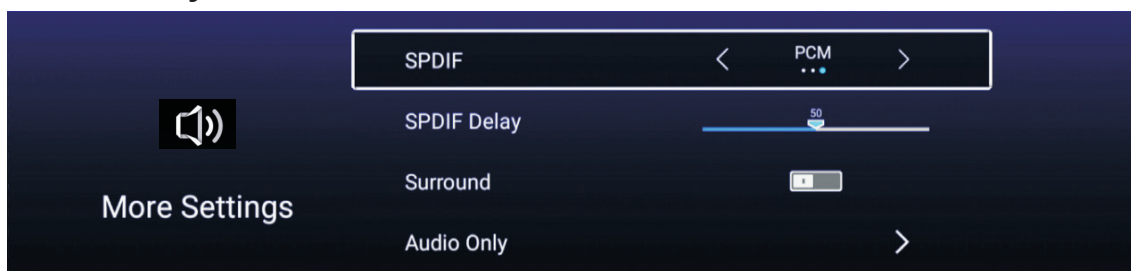 SPDIF
PCM
SPDIF Delay
50
Surround
More Settings
Audio Only